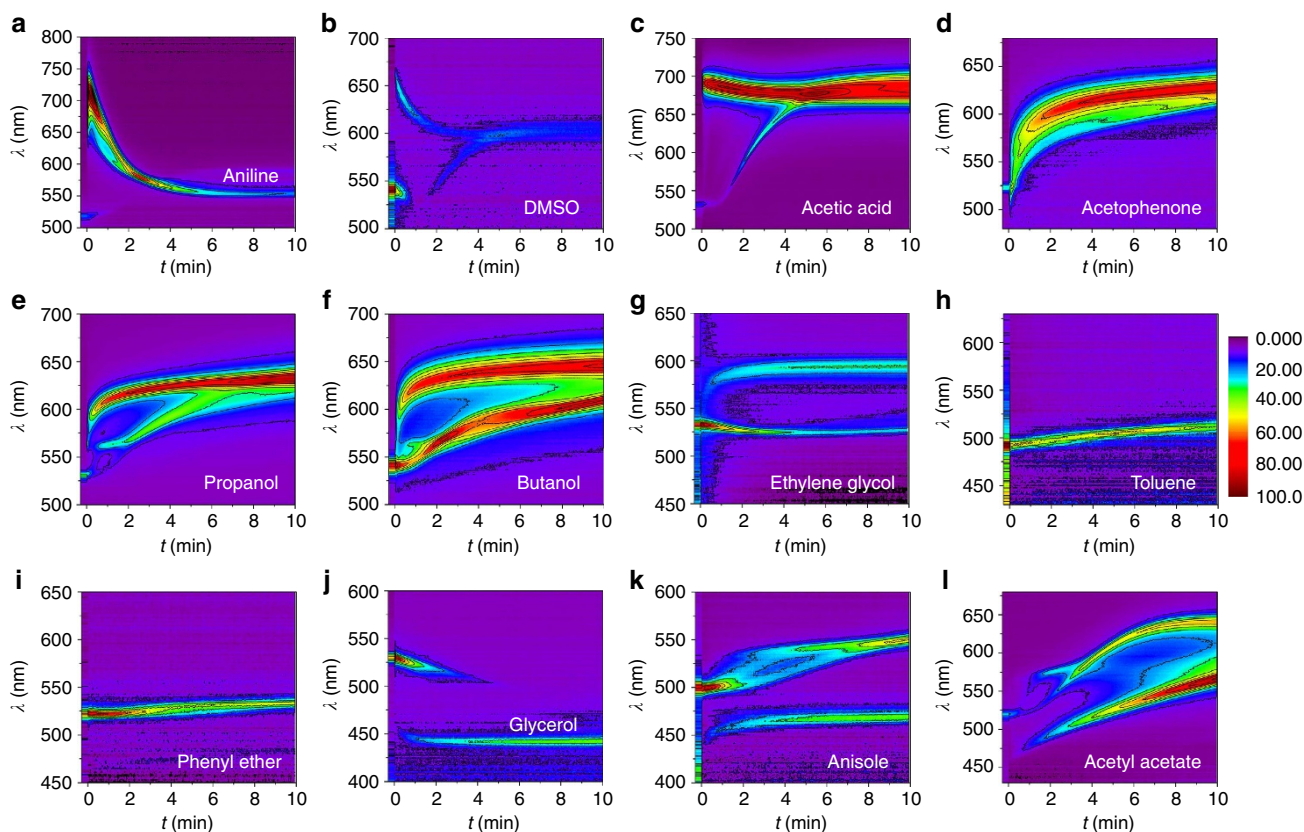 a
800
750
700
650
600
550
500
λ (nm)
Aniline
0 2 4 6 8 10
t (min)
b
700
600
500
λ (nm)
DMSO
0 2 4 6 8 10
t (min)
c
750
700
650
600
550
500
λ (nm)
Acetic acid
0 2 4 6 8 10
t (min)
d
650
600
550
500
λ (nm)
Acetophenone
0 2 4 6 8 10
t (min)
e
700
650
600
550
500
λ (nm)
Propanol
0 2 4 6 8 10
t (min)
f
700
650
600
550
500
λ (nm)
Butanol
0 2 4 6 8 10
t (min)
g
650
600
550
500
450
λ (nm)
Ethylene glycol
0 2 4 6 8 10
t (min)
h
600
550
500
450
λ (nm)
Toluene
0 2 4 6 8 10
t (min)
0.000
20.00
40.00
60.00
80.00
100.0
i
650
600
550
500
450
λ (nm)
Phenyl ether
0 2 4 6 8 10
t (min)
j
600
550
500
450
400
λ (nm)
Glycerol
0 2 4 6 8 10
t (min)
k
600
550
500
450
400
λ (nm)
Anisole
0 2 4 6 8 10
t (min)
l
650
600
550
500
450
λ (nm)
Acetyl acetate
0 2 4 6 8 10
t (min)